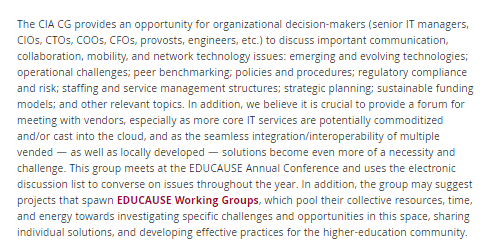 The CIA CG provides an opportunity for organizational decision-makers (senior IT managers,
CIOs, CTOs, COOs, CFOs, provosts, engineers, etc.) to discuss important communication,
collaboration, mobility, and network technology issues: emerging and evolving technologies;
operational challenges; peer benchmarking; policies and procedures; regulatory compliance
and risk; staffing and service management structures; strategic planning; sustainable funding
models; and other relevant topics. In addition, we believe it is crucial to provide a forum for
meeting with vendors, especially as more core IT services are potentially commoditized
and/or cast into the cloud, and as the seamless integration/interoperability of multiple
vended — as well as locally developed — solutions become even more of a necessity and
challenge. This group meets at the EDUCAUSE Annual Conference and uses the electronic
discussion list to converse on issues throughout the year. In addition, the group may suggest
projects that spawn EDUCAUSE Working Groups, which pool their collective resources, time,
and energy towards investigating specific challenges and opportunities in this space, sharing
individual solutions, and developing effective practices for the higher-education community.